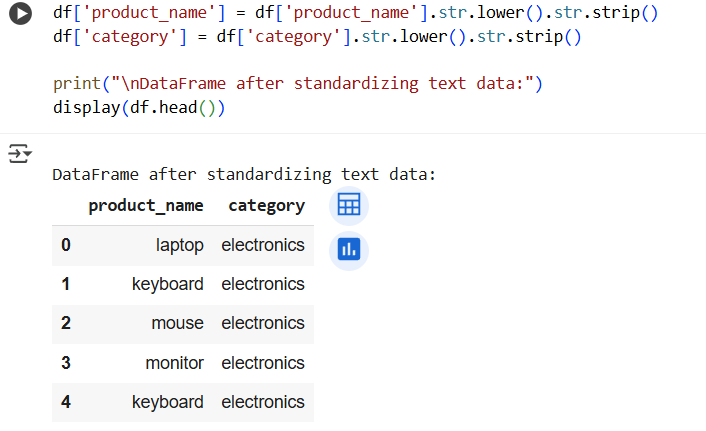 df['product_name'] = df['product_name'].str.lower().str.strip()
df['category'] = df['category'].str.lower().str.strip()
print("\nDataFrame after standardizing text data:")
display(df.head())
DataFrame after standardizing text data:
product_name category
0 laptop electronics
1 keyboard electronics
2 mouse electronics
3 monitor electronics
4 keyboard electronics